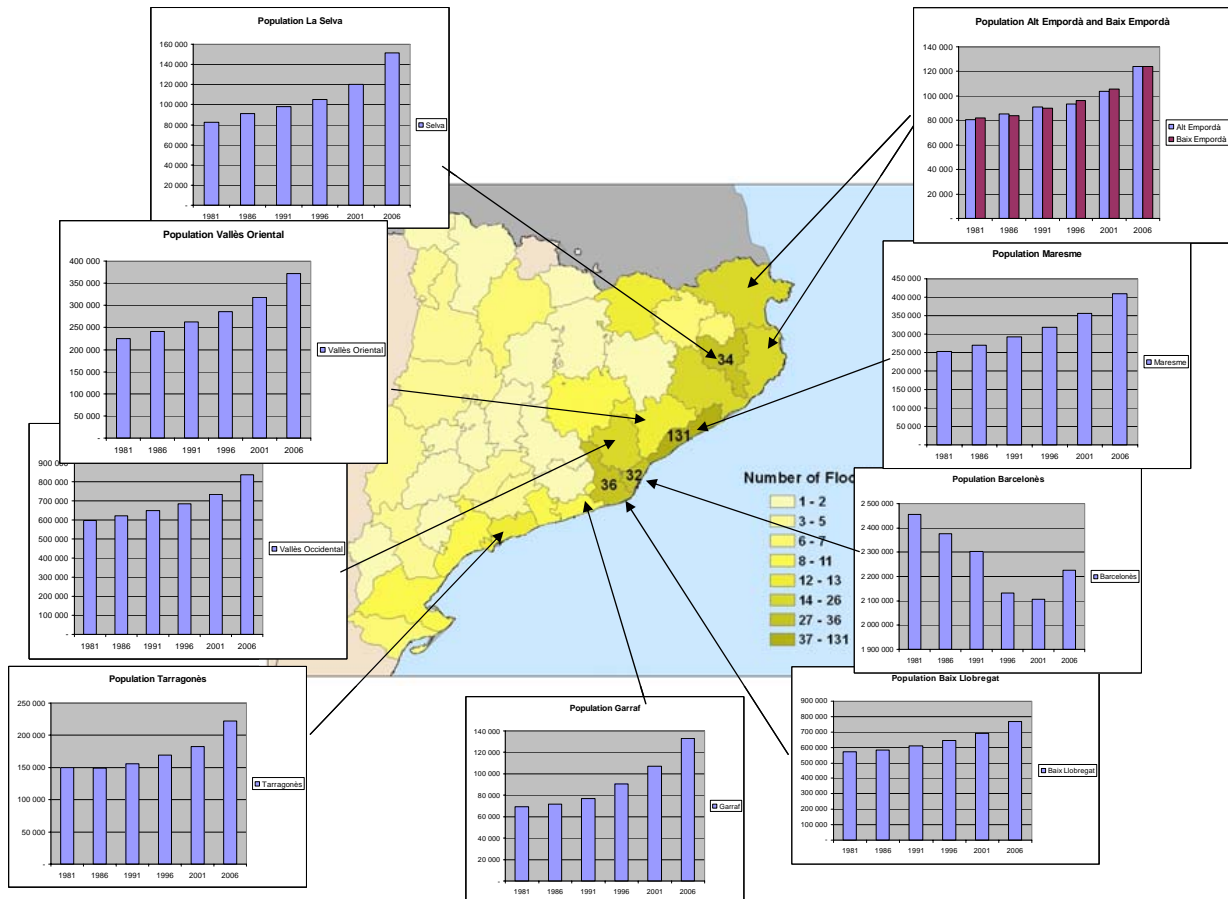 Population La Selva
160 000
140 000
120 000
100 000
80 000
60 000
40 000
20 000
-
1981 1986 1991 1996 2001 2006
Selva
Population Alt Empordà and Baix Empordà
140 000
120 000
100 000
80 000
60 000
40 000
20 000
-
1981 1986 1991 1996 2001 2006
Alt Empordà
Baix Empordà
Population Vallès Oriental
400 000
350 000
300 000
250 000
200 000
150 000
100 000
50 000
-
1981 1986 1991 1996 2001 2006
Vallès Oriental
Population Maresme
450 000
400 000
350 000
300 000
250 000
200 000
150 000
100 000
50 000
-
1981 1986 1991 1996 2001 2006
Maresme
34
131
32
36
Number of Floo
1 - 2
3 - 5
6 - 7
8 - 11
12 - 13
14 - 26
27 - 36
37 - 131
900 000
800 000
700 000
600 000
500 000
400 000
300 000
200 000
100 000
-
1981 1986 1991 1996 2001 2006
Vallès Occidental
Population Barcelonès
2 500 000
2 400 000
2 300 000
2 200 000
2 100 000
2 000 000
1 900 000
1981 1986 1991 1996 2001 2006
Barcelonès
Population Tarragonès
250 000
200 000
150 000
100 000
50 000
-
1981 1986 1991 1996 2001 2006
Tarragonès
Population Garraf
140 000
120 000
100 000
80 000
60 000
40 000
20 000
-
1981 1986 1991 1996 2001 2006
Garraf
Population Baix Llobregat
900 000
800 000
700 000
600 000
500 000
400 000
300 000
200 000
100 000
-
1981 1986 1991 1996 2001 2006
Baix Llobregat